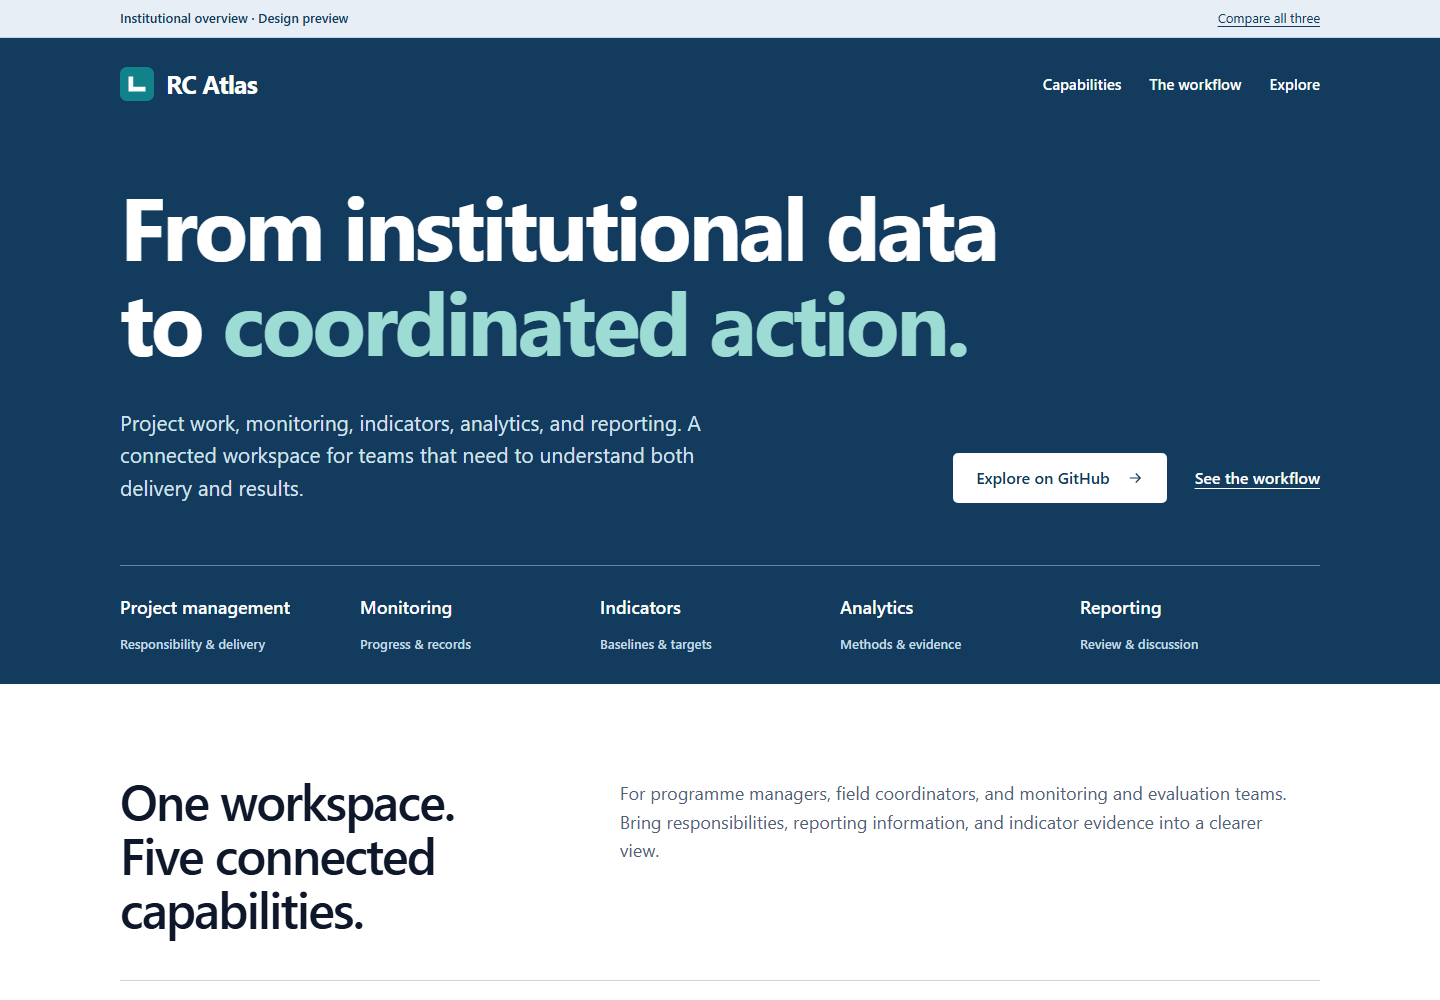 Institutional overview · Design preview
Compare all three
RC Atlas
Capabilities
The workflow
Explore
From institutional data
to coordinated action.
Project work, monitoring, indicators, analytics, and reporting. A
connected workspace for teams that need to understand both
delivery and results.
Explore on GitHub →
See the workflow
Project management
Responsibility & delivery
Monitoring
Progress & records
Indicators
Baselines & targets
Analytics
Methods & evidence
Reporting
Review & discussion
One workspace.
Five connected
capabilities.
For programme managers, field coordinators, and monitoring and evaluation teams.
Bring responsibilities, reporting information, and indicator evidence into a clearer
view.